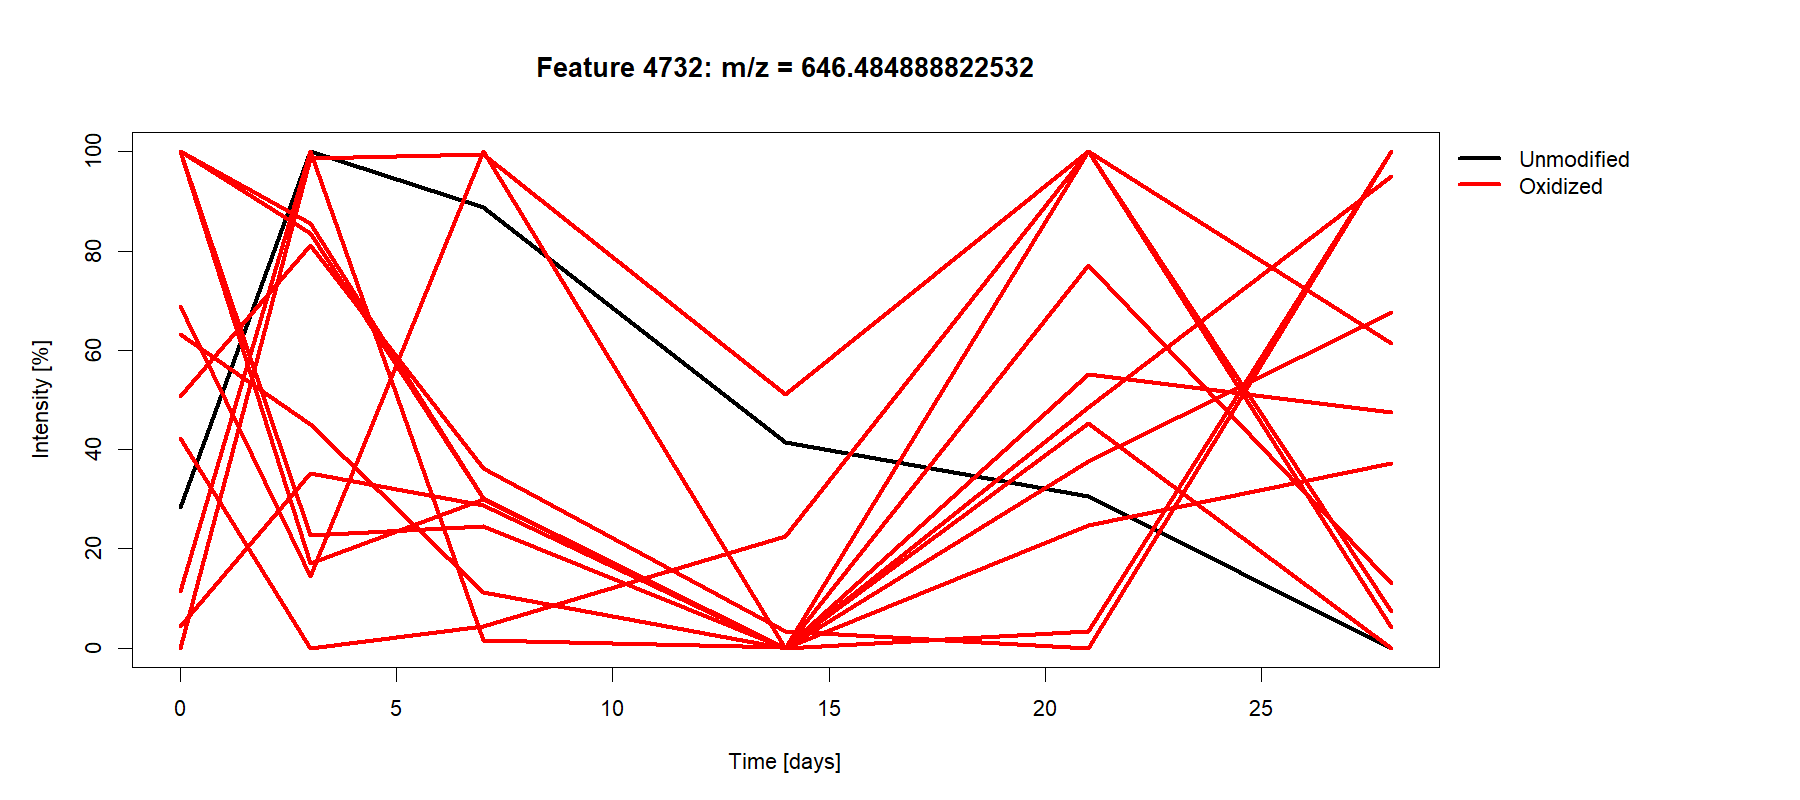 Feature 4732: m/z = 646.484888822532
Unmodified
Oxidized
Intensity [%]
100
80
60
40
20
0
0 5 10 15 20 25
Time [days]